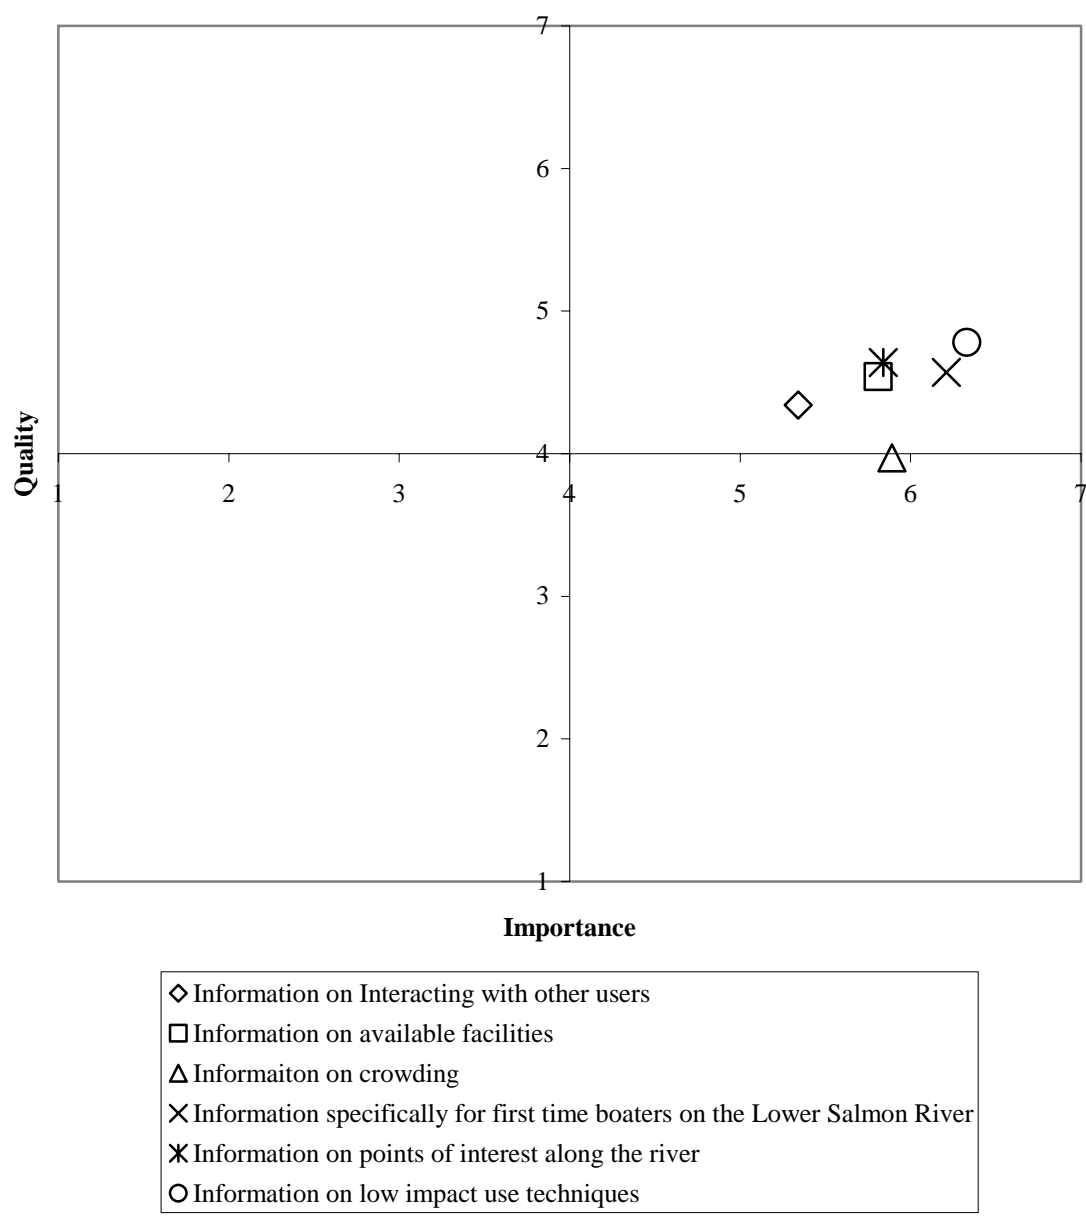 7
6
5
Quality
4
1 2 3 4 5 6 7
3
2
1
Importance
Information on Interacting with other users
Information on available facilities
Informaiton on crowding
Information specifically for first time boaters on the Lower Salmon River
Information on points of interest along the river
Information on low impact use techniques